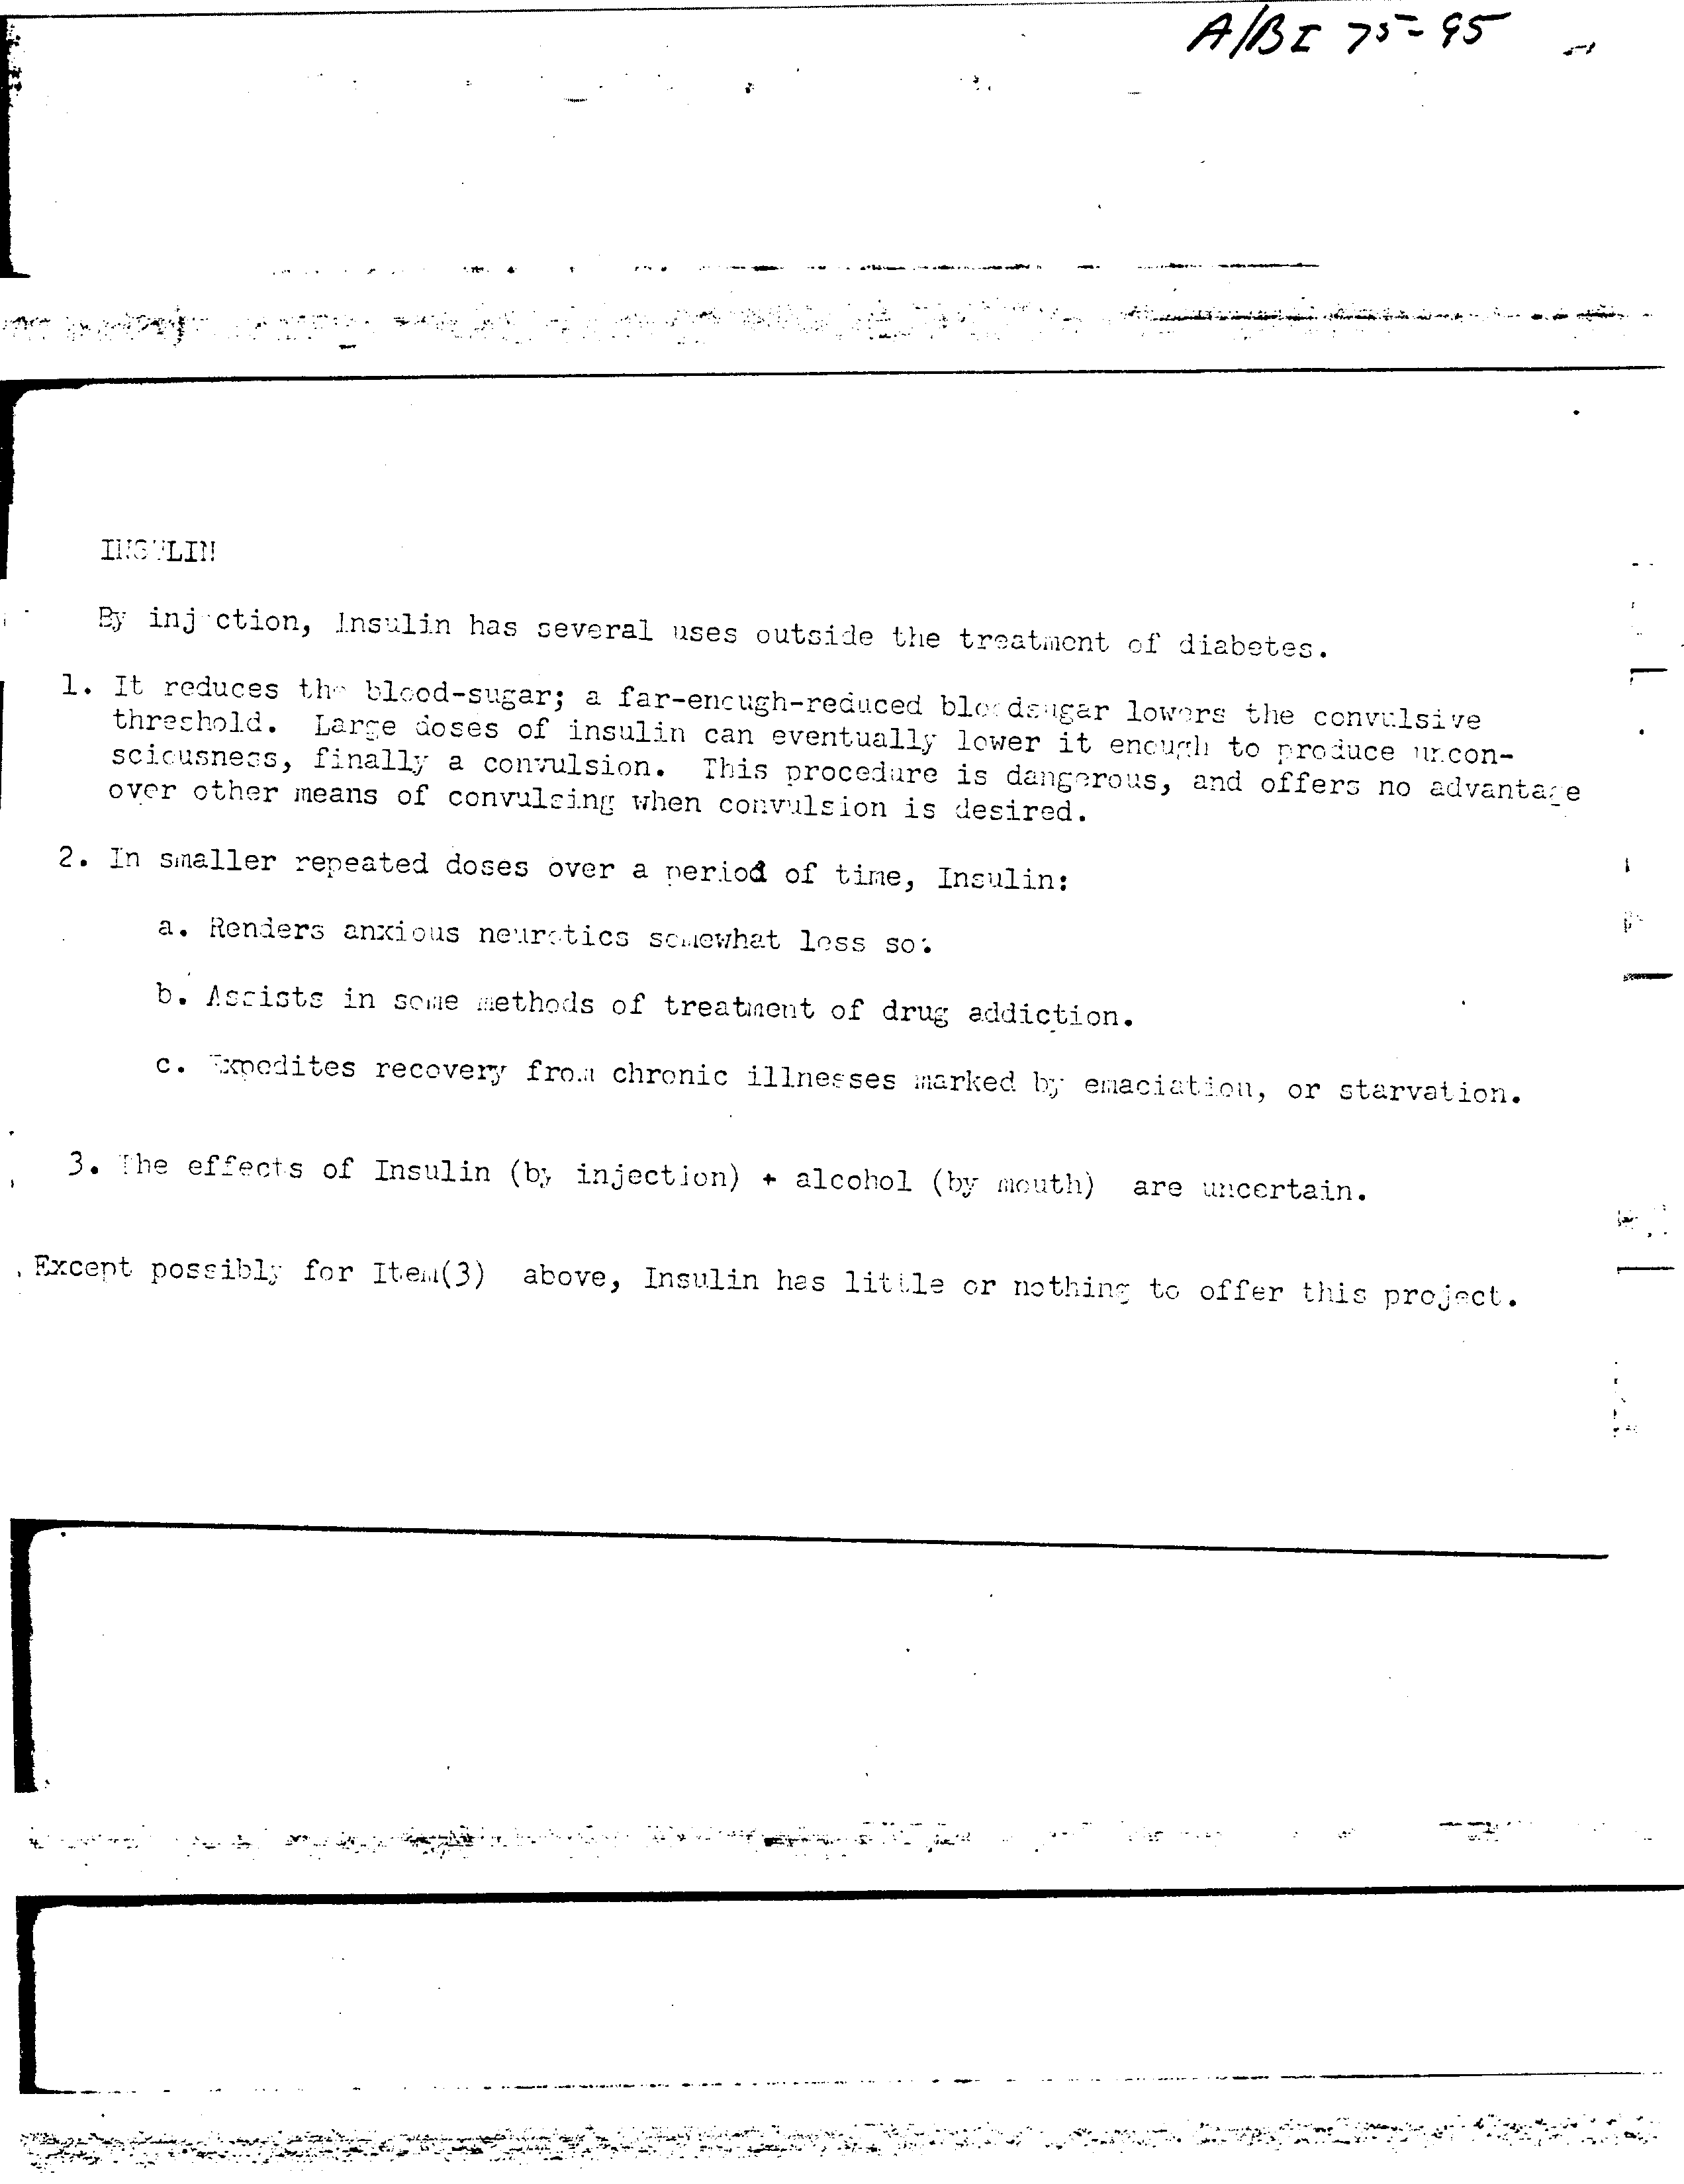 A/BI 75-95
INSULIN
By injection, Insulin has several uses outside the treatment of diabetes.
1. It reduces the blood-sugar; a far-enough-reduced bloodsugar lowers the convulsive
threshold. Large doses of insulin can eventually lower it enough to produce uncon-
sciousness, finally a convulsion. This procedure is dangerous, and offers no advantage
over other means of convulsing when convulsion is desired.
2. In smaller repeated doses over a period of time, Insulin:
a. Renders anxious neurotics somewhat less so.
b. Assists in some methods of treatment of drug addiction.
c. Expedites recovery from chronic illnesses marked by emaciation, or starvation.
3. The effects of Insulin (by injection) + alcohol (by mouth) are uncertain.
Except possibly for Item(3) above, Insulin has little or nothing to offer this project.